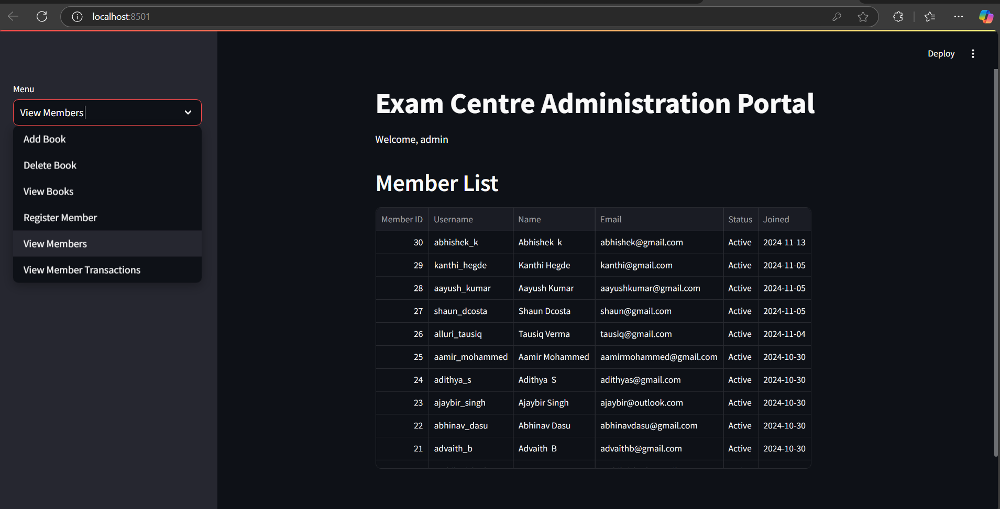 localhost:8501
Deploy
Menu
View Members
Add Book
Delete Book
View Books
Register Member
View Members
View Member Transactions
Exam Centre Administration Portal
Welcome, admin
Member List
Member ID Username Name Email Status Joined
30 abhishek_k Abhishek k abhishek@gmail.com Active 2024-11-13
29 kanthi_hegde Kanthi Hegde kanthi@gmail.com Active 2024-11-05
28 aayush_kumar Aayush Kumar aayushkumar@gmail.com Active 2024-11-05
27 shaun_dcosta Shaun Dcosta shaun@gmail.com Active 2024-11-05
26 alluri_tausiq Tausiq Verma tausiq@gmail.com Active 2024-11-04
25 aamir_mohammed Aamir Mohammed aamirmohammed@gmail.com Active 2024-10-30
24 adithya_s Adithya S adithyas@gmail.com Active 2024-10-30
23 ajaybir_singh Ajaybir Singh ajaybir@outlook.com Active 2024-10-30
22 abhinav_dasu Abhinav Dasu abhinavdasu@gmail.com Active 2024-10-30
21 advaith_b Advaith B advaithb@gmail.com Active 2024-10-30